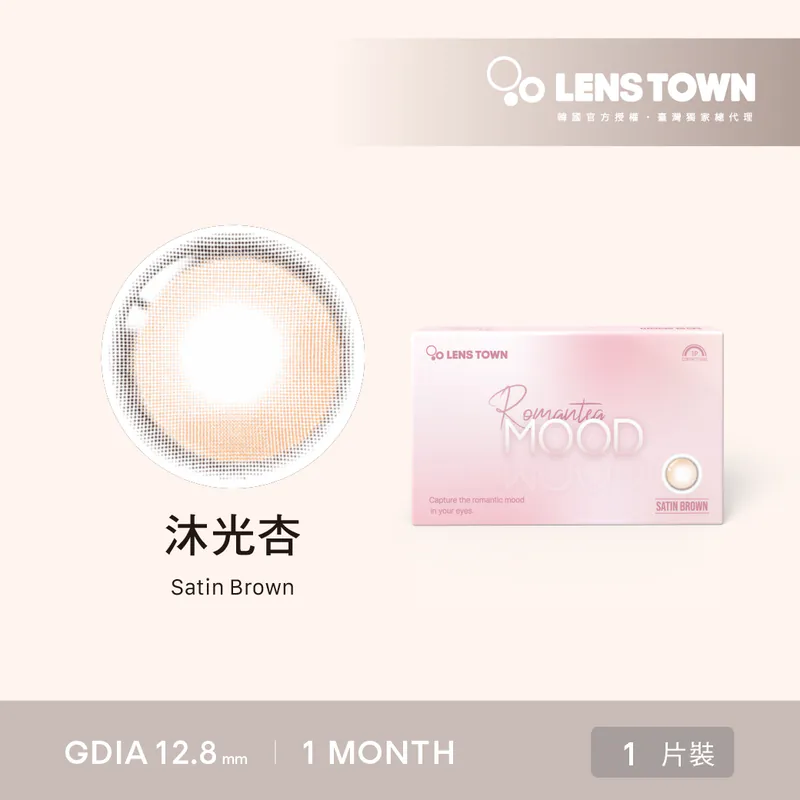 LENS TOWN
韓國官方授權・臺灣獨家總代理
LENS TOWN
Romantea
MOOD
Capture the romantic mood
in your eyes.
SATIN BROWN
沐光杏
Satin Brown
GDIA 12.8 mm
1 MONTH
1 片裝